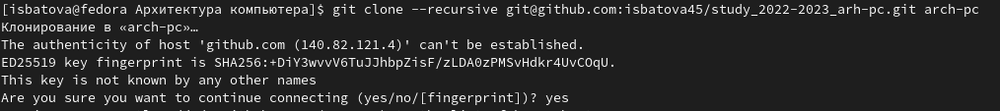 [isbatova@fedora Архитектура компьютера]$ git clone --recursive git@github.com:isbatova45/study_2022-2023_arh-pc.git arch-pc
Клонирование в «arch-pc»…
The authenticity of host 'github.com (140.82.121.4)' can't be established.
ED25519 key fingerprint is SHA256:+DiY3wvvV6TuJJhbpZisF/zLDA0zPMSvHdkr4UvCOqU.
This key is not known by any other names
Are you sure you want to continue connecting (yes/no/[fingerprint])? yes